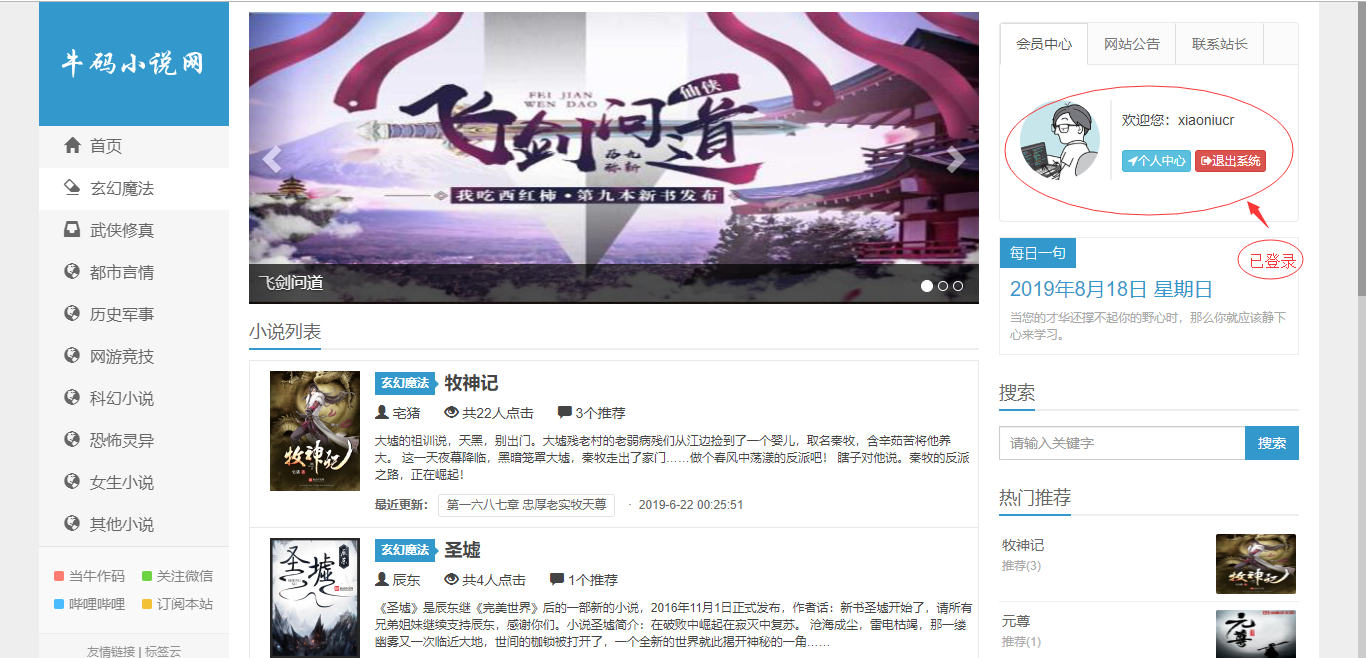 牛码小说网
首页
玄幻魔法
武侠修真
都市言情
历史军事
网游竞技
科幻小说
恐怖灵异
女生小说
其他小说
当牛作码 关注微信
哔哩哔哩 订阅本站
友情链接 | 标签云
FEI JIAN
WEN DAO
仙侠
飞剑问道
我吃西红柿·第九本新书发布
飞剑问道
小说列表
牧神记
玄幻魔法 牧神记
宅猪 共22人点击 3个推荐
大墟的祖训说，天黑，别出门。大墟残老村的老弱病残们从江边捡到了一个婴儿，取名秦牧，含辛茹苦将他养
大。 这一天夜幕降临，黑暗笼罩大墟，秦牧走出了家门……做个春风中荡漾的反派吧！ 瞎子对他说。秦牧的反派
之路，正在崛起！
最近更新： 第一六八七章 忠厚老实牧天尊 · 2019-6-22 00:25:51
圣墟
辰东
玄幻魔法 圣墟
辰东 共4人点击 1个推荐
《圣墟》是辰东继《完美世界》后的一部新的小说，2016年11月1日正式发布，作者话：新书圣墟开始了，请所有
兄弟姐妹继续支持辰东，感谢你们。小说圣墟简介：在破败中崛起在寂灭中复苏。 沧海成尘，雷电枯竭，那一缕
幽雾又一次临近大地，世间的枷锁被打开了，一个全新的世界就此揭开神秘的一角……
会员中心 网站公告 联系站长
欢迎您：xiaoniucr
个人中心 退出系统
已登录
每日一句
2019年8月18日 星期日
当您的才华还撑不起你的野心时，那么你就应该静下
心来学习。
搜索
请输入关键字 搜索
热门推荐
牧神记
推荐(3)
牧神记
元尊
推荐(1)
元尊